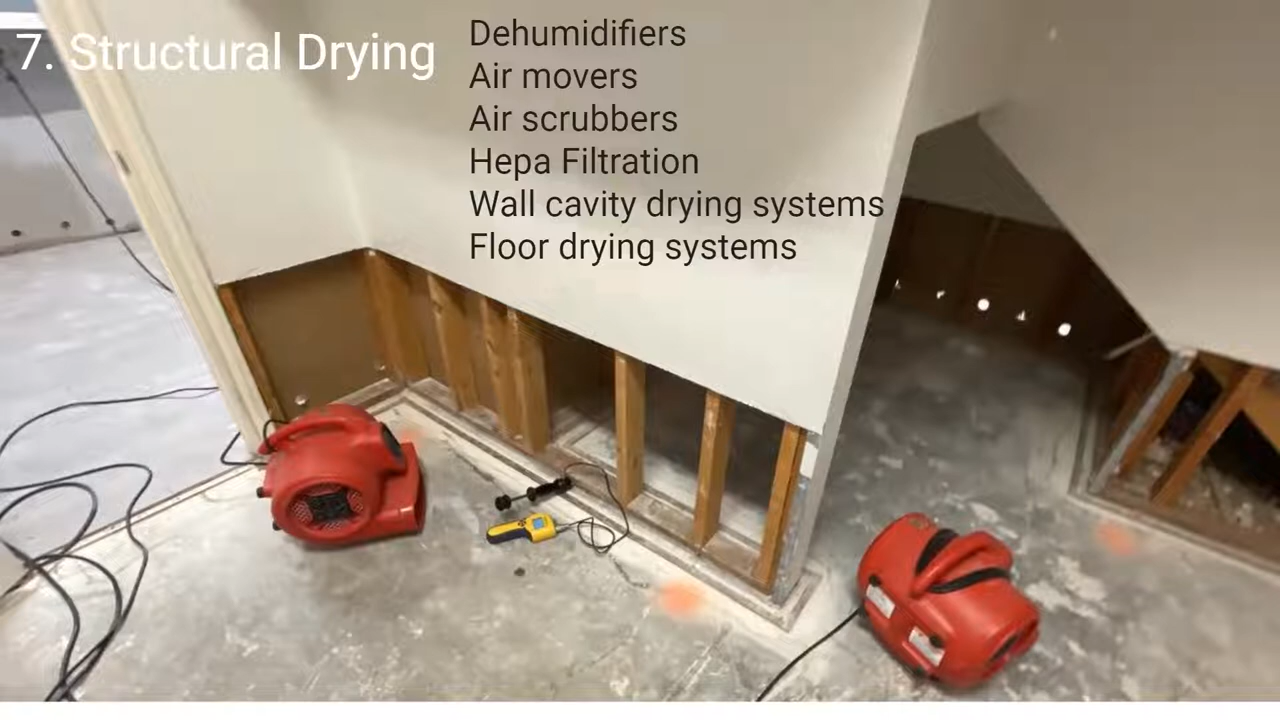 7. Structural Drying
Dehumidifiers
Air movers
Air scrubbers
Hepa Filtration
Wall cavity drying systems
Floor drying systems